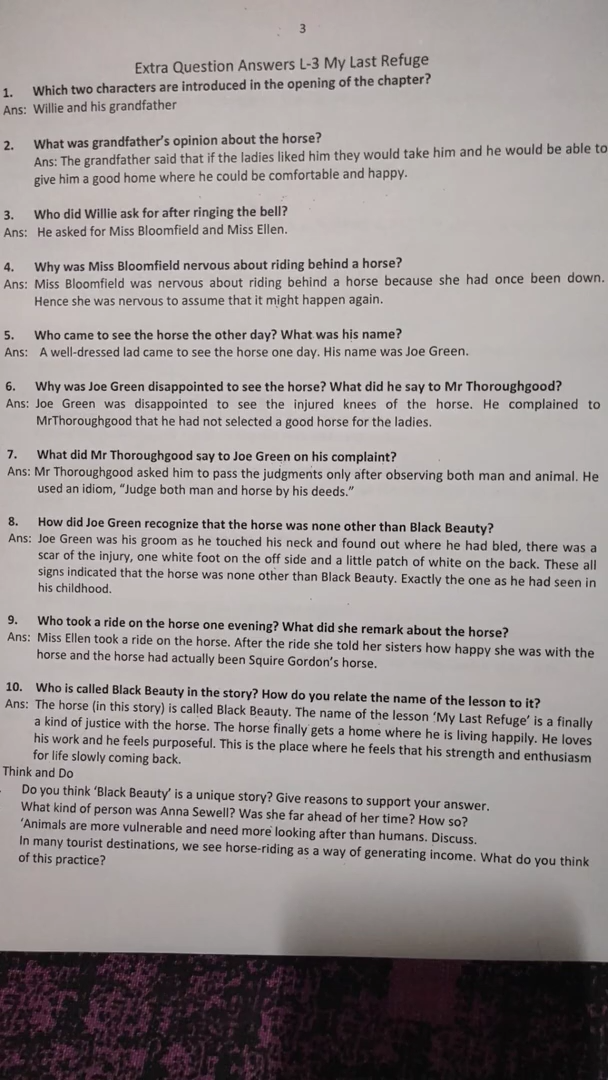 3
Extra Question Answers L-3 My Last Refuge
1. Which two characters are introduced in the opening of the chapter?
Ans: Willie and his grandfather
2. What was grandfather's opinion about the horse?
Ans: The grandfather said that if the ladies liked him they would take him and he would be able to
give him a good home where he could be comfortable and happy.
3. Who did Willie ask for after ringing the bell?
Ans: He asked for Miss Bloomfield and Miss Ellen.
4. Why was Miss Bloomfield nervous about riding behind a horse?
Ans: Miss Bloomfield was nervous about riding behind a horse because she had once been down.
Hence she was nervous to assume that it might happen again.
5. Who came to see the horse the other day? What was his name?
Ans: A well-dressed lad came to see the horse one day. His name was Joe Green.
6. Why was Joe Green disappointed to see the horse? What did he say to Mr Thoroughgood?
Ans: Joe Green was disappointed to see the injured knees of the horse. He complained to
MrThoroughgood that he had not selected a good horse for the ladies.
7. What did Mr Thoroughgood say to Joe Green on his complaint?
Ans: Mr Thoroughgood asked him to pass the judgments only after observing both man and animal. He
used an idiom, "Judge both man and horse by his deeds."
8. How did Joe Green recognize that the horse was none other than Black Beauty?
Ans: Joe Green was his groom as he touched his neck and found out where he had bled, there was a
scar of the injury, one white foot on the off side and a little patch of white on the back. These all
signs indicated that the horse was none other than Black Beauty. Exactly the one as he had seen in
his childhood.
9. Who took a ride on the horse one evening? What did she remark about the horse?
Ans: Miss Ellen took a ride on the horse. After the ride she told her sisters how happy she was with the
horse and the horse had actually been Squire Gordon's horse.
10. Who is called Black Beauty in the story? How do you relate the name of the lesson to it?
Ans: The horse (in this story) is called Black Beauty. The name of the lesson 'My Last Refuge' is a finally
a kind of justice with the horse. The horse finally gets a home where he is living happily. He loves
his work and he feels purposeful. This is the place where he feels that his strength and enthusiasm
for life slowly coming back.
Think and Do
Do you think 'Black Beauty' is a unique story? Give reasons to support your answer.
What kind of person was Anna Sewell? Was she far ahead of her time? How so?
'Animals are more vulnerable and need more looking after than humans. Discuss.
In many tourist destinations, we see horse-riding as a way of generating income. What do you think
of this practice?